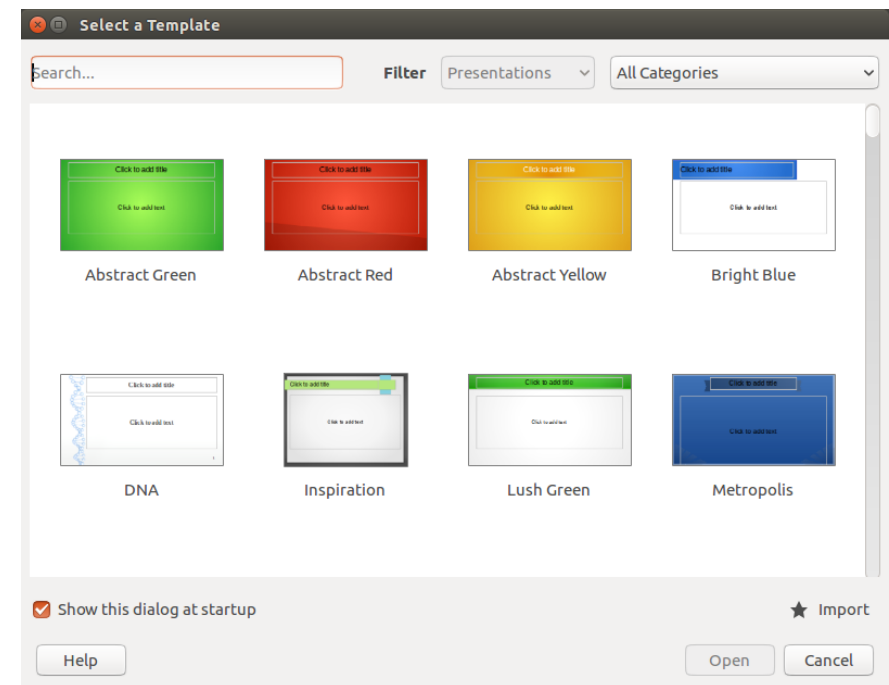 Select a Template
Search...
Filter
Presentations
All Categories
Click to add title
Click to add text
Abstract Green
Click to add title
Click to add text
Abstract Red
Click to add title
Click to add text
Abstract Yellow
Click to add title
Click to add text
Bright Blue
Click to add title
Click to add text
DNA
Click to add title
Click to add text
Inspiration
Click to add title
Click to add text
Lush Green
Click to add title
Click to add text
Metropolis
Show this dialog at startup
Import
Help
Open
Cancel